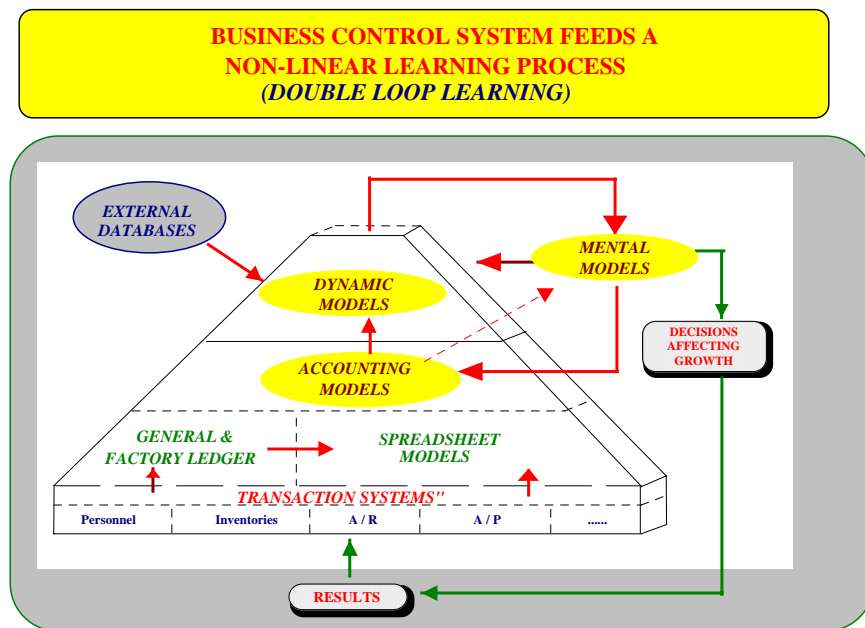 BUSINESS CONTROL SYSTEM FEEDS A
NON-LINEAR LEARNING PROCESS
(DOUBLE LOOP LEARNING)
EXTERNAL
DATABASES
MENTAL
MODELS
DYNAMIC
MODELS
DECISIONS
AFFECTING
GROWTH
ACCOUNTING
MODELS
GENERAL &
FACTORY LEDGER
SPREADSHEET
MODELS
TRANSACTION SYSTEMS"
Personnel
Inventories
A / R
A / P
......
RESULTS